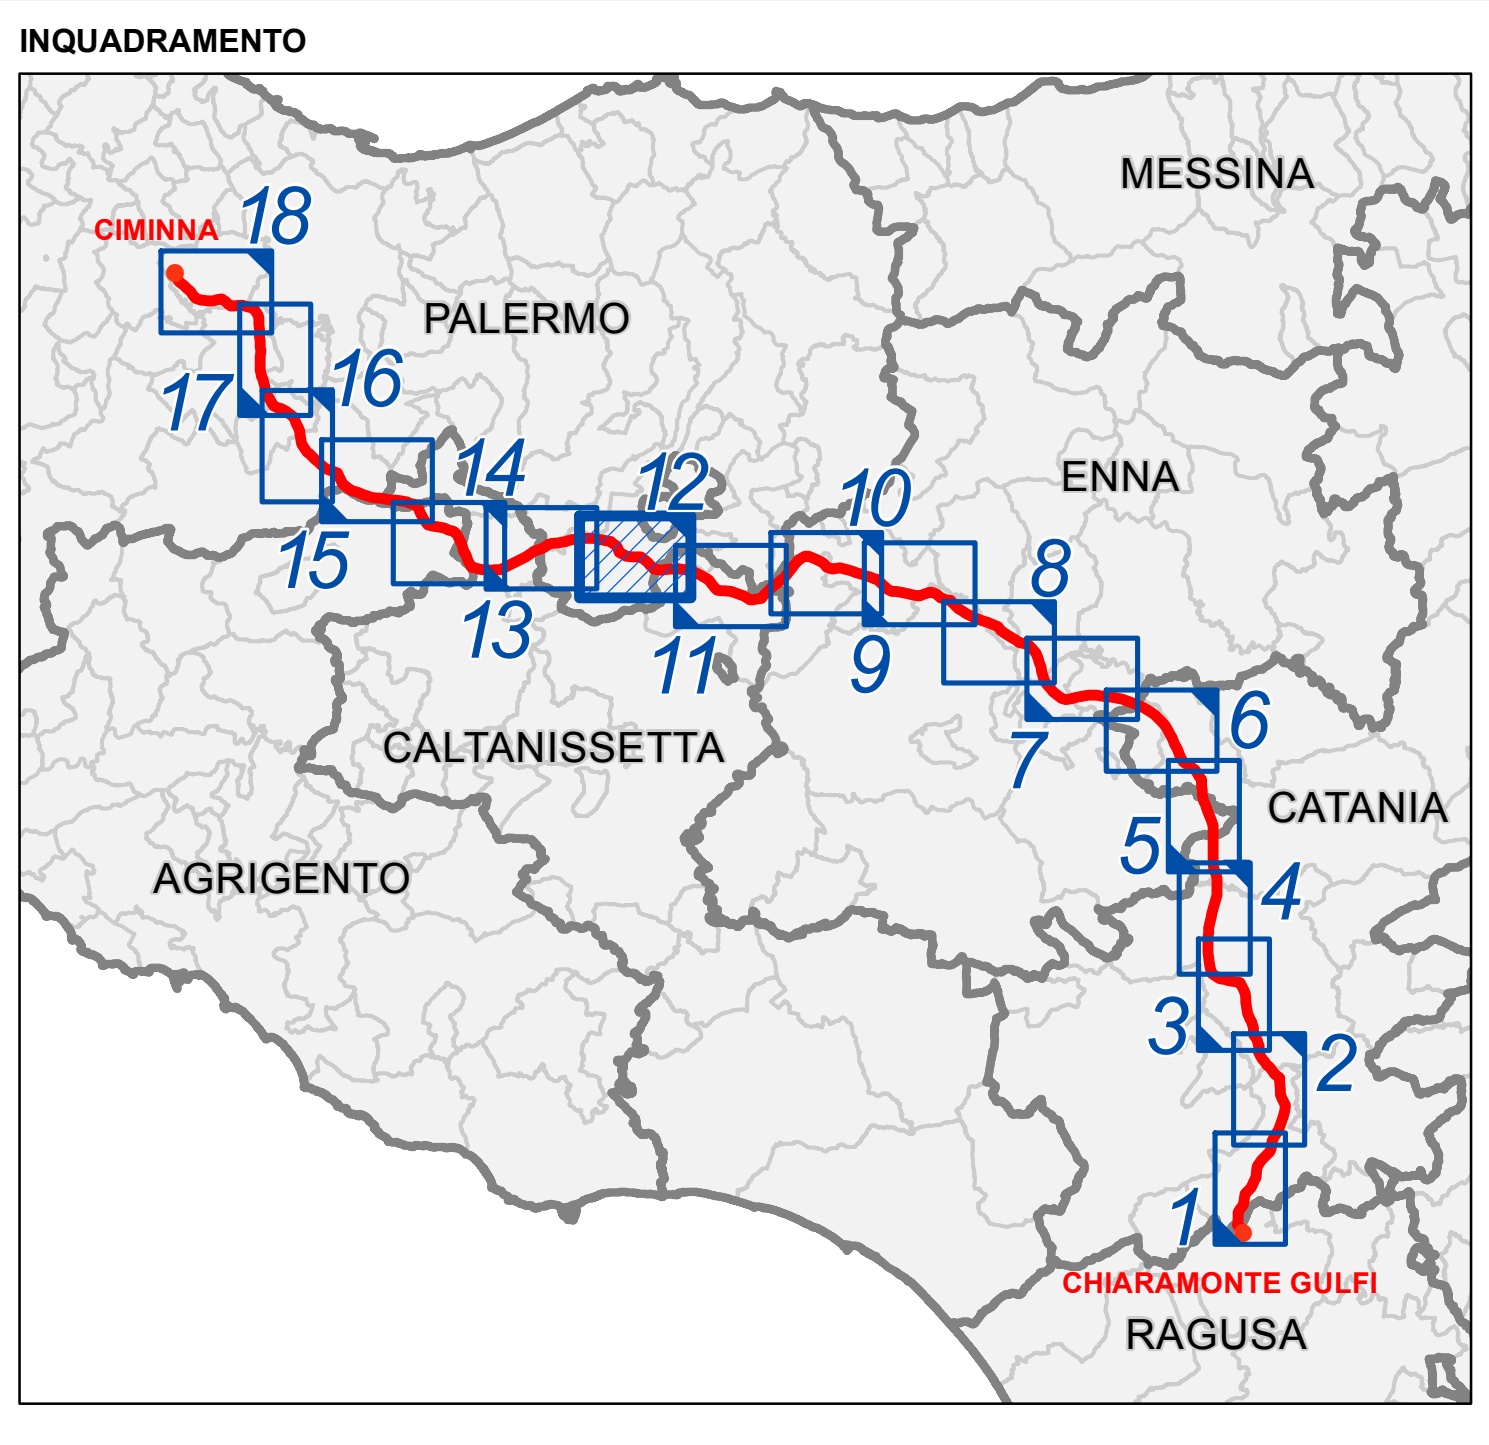 INQUADRAMENTO
MESSINA
18
CIMINNA
PALERMO
16
17
14
12
ENNA
10
15
8
13
11
9
6
CALTANISSETTA
7
CATANIA
5
AGRIGENTO
4
3
2
1
CHIARAMONTE GULFI
RAGUSA